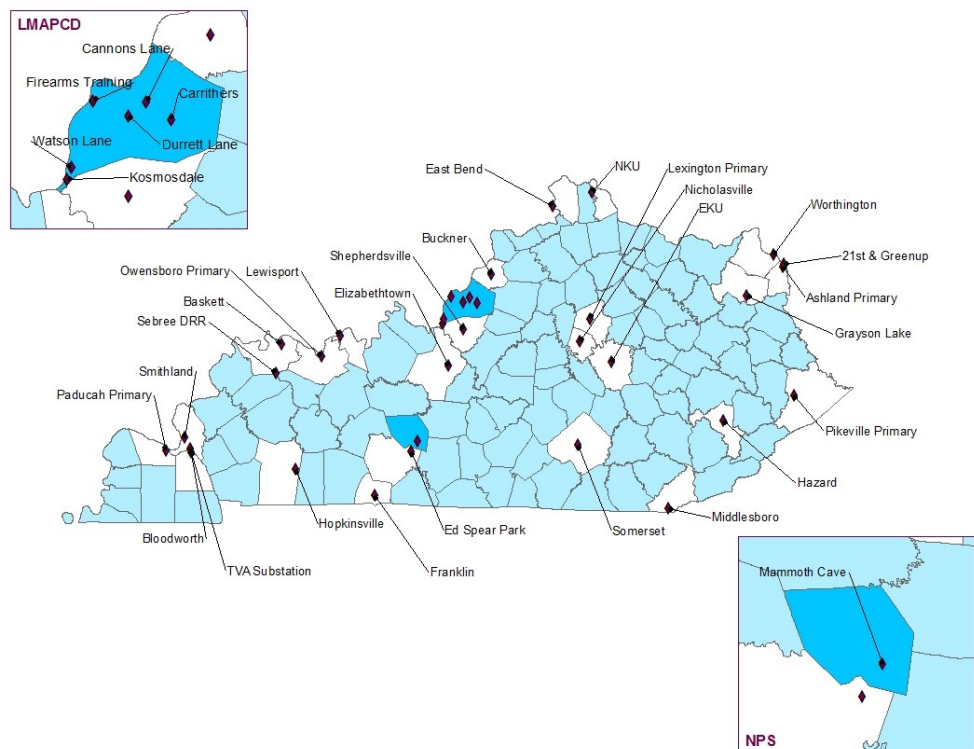 LMAPCD
Cannons Lane
Firearms Training
Carrithers
Watson Lane
Durrett Lane
Kosmosdale
East Bend
NKU
Lexington Primary
Nicholasville
EKU
Worthington
Buckner
Shepherdsville
21st & Greenup
Owensboro Primary
Lewisport
Ashland Primary
Elizabethtown
Baskett
Grayson Lake
Sebree DRR
Smithland
Paducah Primary
Pikeville Primary
Hazard
Middlesboro
Hopkinsville
Ed Spear Park
Somerset
Bloodworth
TVA Substation
Franklin
Mammoth Cave
NPS